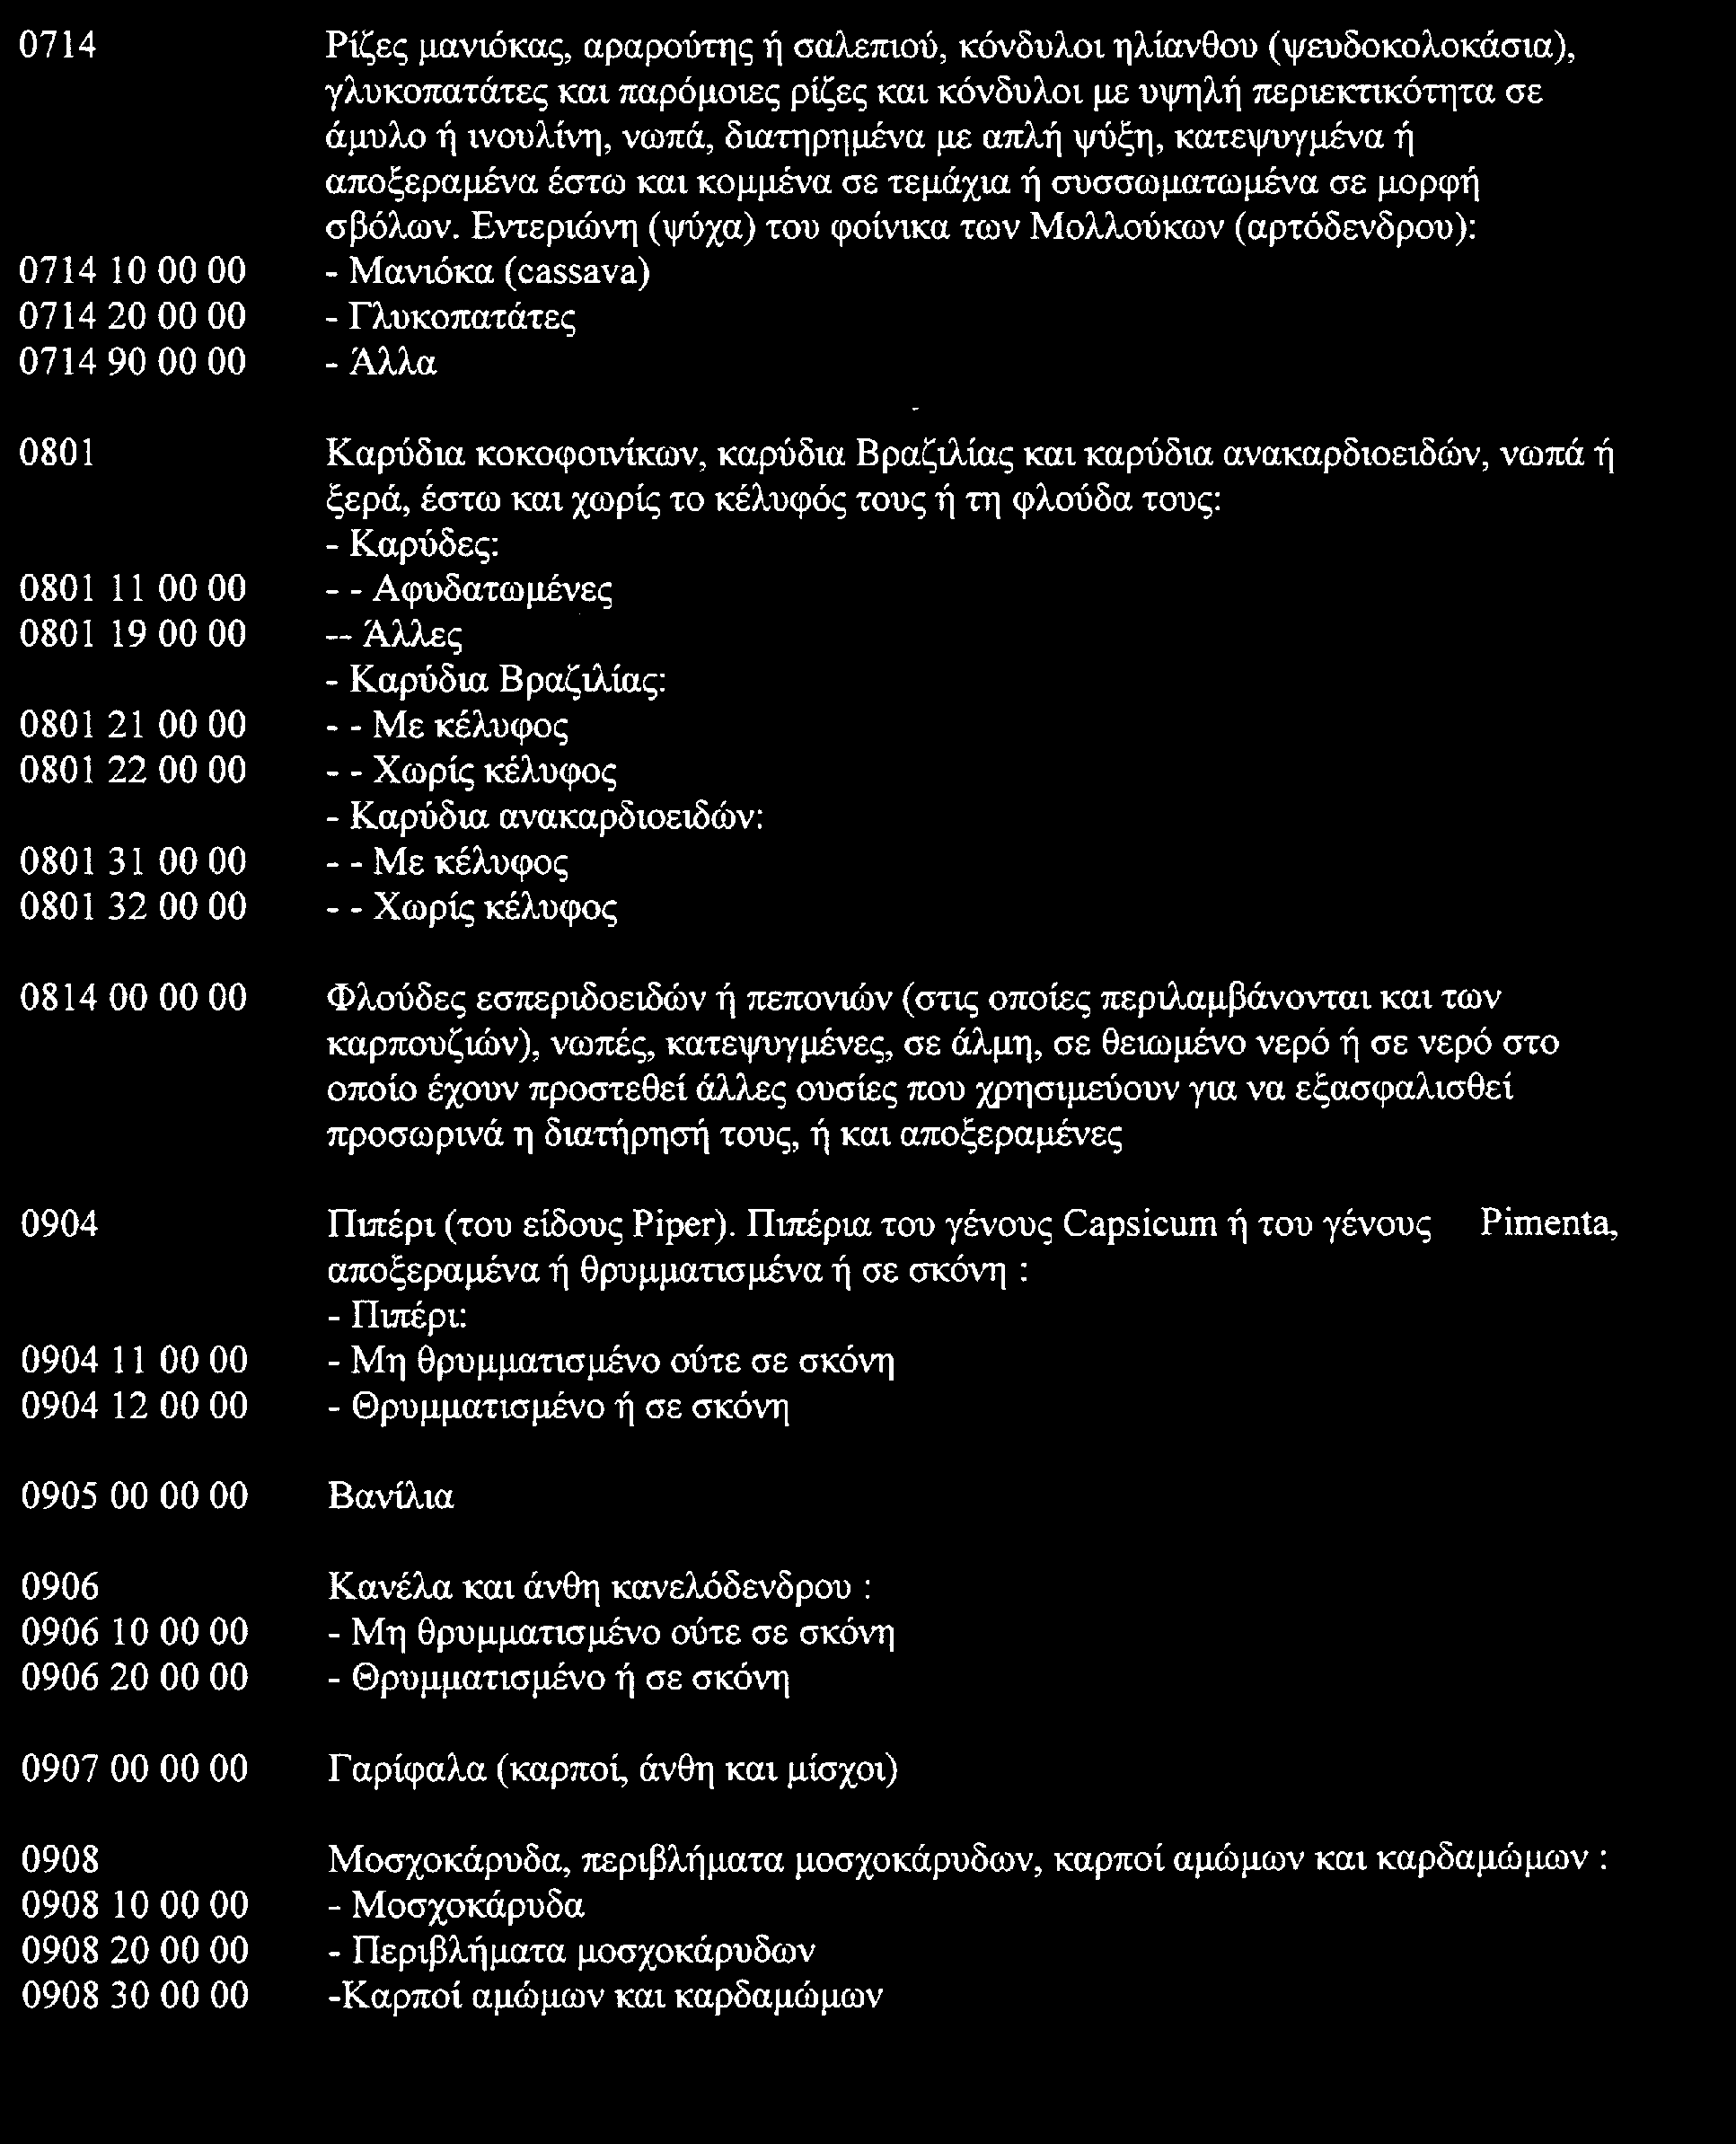 0714 Ρίζες μανιόκας, αραρούτης ή σαλεπιού, κόνδυλοι ηλίανθου (ψευδοκολοκάσια),
γλυκοπατάτες και παρόμοιες ρίζες και κόνδυλοι με υψηλή περιεκτικότητα σε
άμυλο ή ινουλίνη, νωπά, διατηρημένα με απλή ψύξη, κατεψυγμένα ή
αποξεραμένα έστω και κομμένα σε τεμάχια ή συσσωματωμένα σε μορφή
σβόλων. Εντεριώνη (ψύχα) του φοίνικα των Μολλούκων (αρτόδενδρου):
0714 10 00 00 - Μανιόκα (cassava)
0714 20 00 00 - Γλυκοπατάτες
0714 90 00 00 - Άλλα
0801 Καρύδια κοκοφοινίκων, καρύδια Βραζιλίας και καρύδια ανακαρδιοειδών, νωπά ή
ξερά, έστω και χωρίς το κέλυφός τους ή τη φλούδα τους:
- Καρύδες:
0801 11 00 00 - - Αφυδατωμένες
0801 19 00 00 -- Άλλες
- Καρύδια Βραζιλίας:
0801 21 00 00 - - Με κέλυφος
0801 22 00 00 - - Χωρίς κέλυφος
- Καρύδια ανακαρδιοειδών:
0801 31 00 00 - - Με κέλυφος
0801 32 00 00 - - Χωρίς κέλυφος
0814 00 00 00 Φλούδες εσπεριδοειδών ή πεπονιών (στις οποίες περιλαμβάνονται και των
καρπουζιών), νωπές, κατεψυγμένες, σε άλμη, σε θειωμένο νερό ή σε νερό στο
οποίο έχουν προστεθεί άλλες ουσίες που χρησιμεύουν για να εξασφαλισθεί
προσωρινά η διατήρησή τους, ή και αποξεραμένες
0904 Πιπέρι (του είδους Piper). Πιπέρια του γένους Capsicum ή του γένους Pimenta,
αποξεραμένα ή θρυμματισμένα ή σε σκόνη :
- Πιπέρι:
0904 11 00 00 - Μη θρυμματισμένο ούτε σε σκόνη
0904 12 00 00 - Θρυμματισμένο ή σε σκόνη
0905 00 00 00 Βανίλια
0906 Κανέλα και άνθη κανελόδενδρου :
0906 10 00 00 - Μη θρυμματισμένο ούτε σε σκόνη
0906 20 00 00 - Θρυμματισμένο ή σε σκόνη
0907 00 00 00 Γαρίφαλα (καρποί, άνθη και μίσχοι)
0908 Μοσχοκάρυδα, περιβλήματα μοσχοκάρυδων, καρποί αμώμων και καρδαμώμων :
0908 10 00 00 - Μοσχοκάρυδα
0908 20 00 00 - Περιβλήματα μοσχοκάρυδων
0908 30 00 00 -Καρποί αμώμων και καρδαμώμων